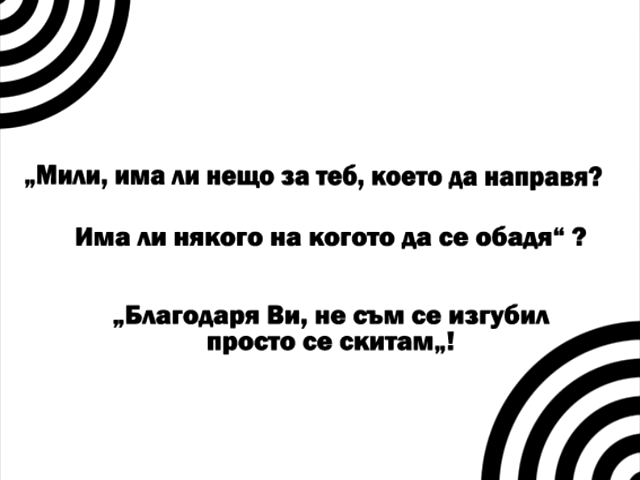 „Мили, има ли нещо за теб, което да направя?
Има ли някого на когото да се обадя“ ?
„Благодаря Ви, не съм се изгубил
просто се скитам„!